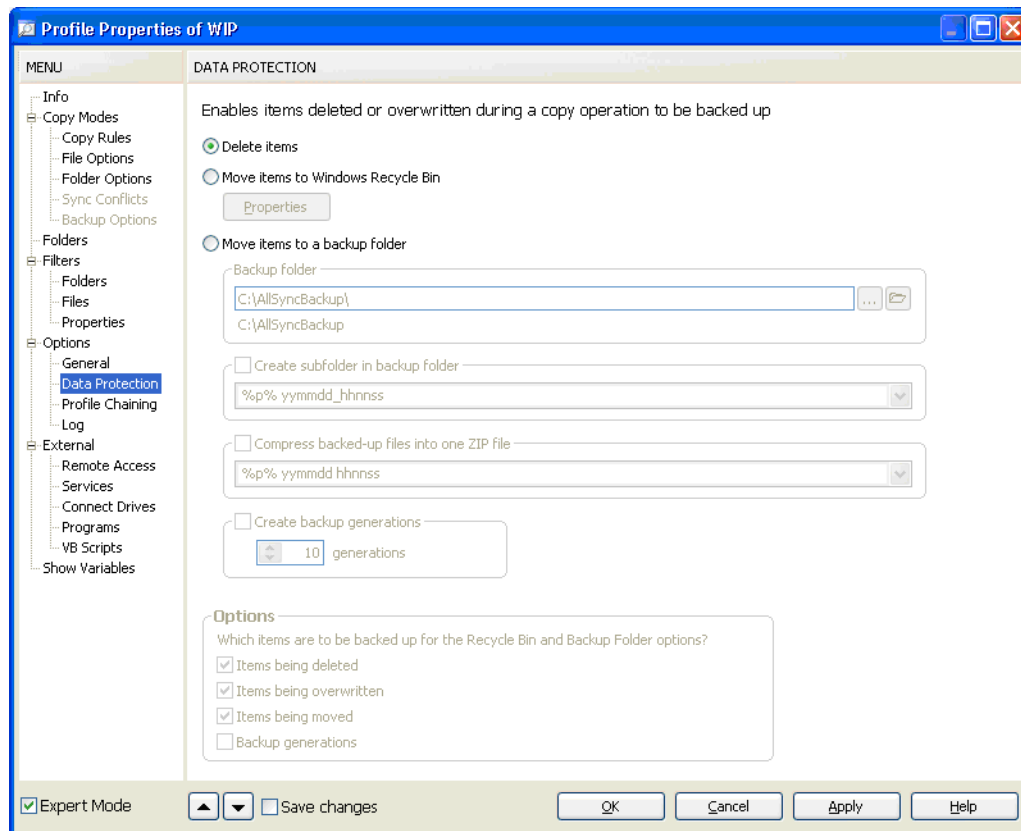 Profile Properties of WIP
MENU
Info
Copy Modes
Copy Rules
File Options
Folder Options
Sync Conflicts
Backup Options
Folders
Filters
Folders
Files
Properties
Options
General
Data Protection
Profile Chaining
Log
External
Remote Access
Services
Connect Drives
Programs
VB Scripts
Show Variables
DATA PROTECTION
Enables items deleted or overwritten during a copy operation to be backed up
Delete items
Move items to Windows Recycle Bin
Properties
Move items to a backup folder
Backup folder
C:\AllSyncBackup\
...
C:\AllSyncBackup
Create subfolder in backup folder
%p% yymmdd_hhnnss
Compress backed-up files into one ZIP file
%p% yymmdd hhnnss
Create backup generations
10 generations
Options
Which items are to be backed up for the Recycle Bin and Backup Folder options?
Items being deleted
Items being overwritten
Items being moved
Backup generations
Expert Mode
Save changes
OK
Cancel
Apply
Help